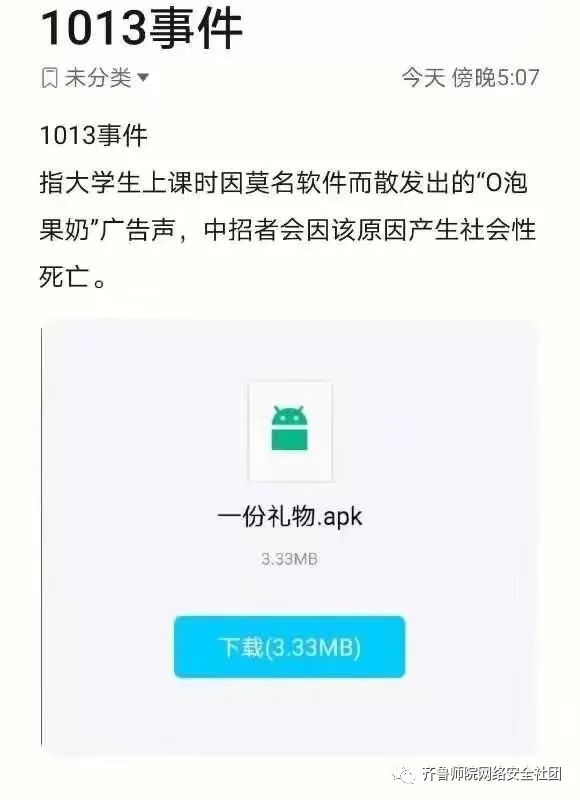 1013事件
未分类 今天 傍晚5:07
1013事件
指大学生上课时因莫名软件而散发出的“O泡
果奶”广告声，中招者会因该原因产生社会性
死亡。
一份礼物.apk
3.33MB
下载(3.33MB)
齐鲁师院网络安全社团